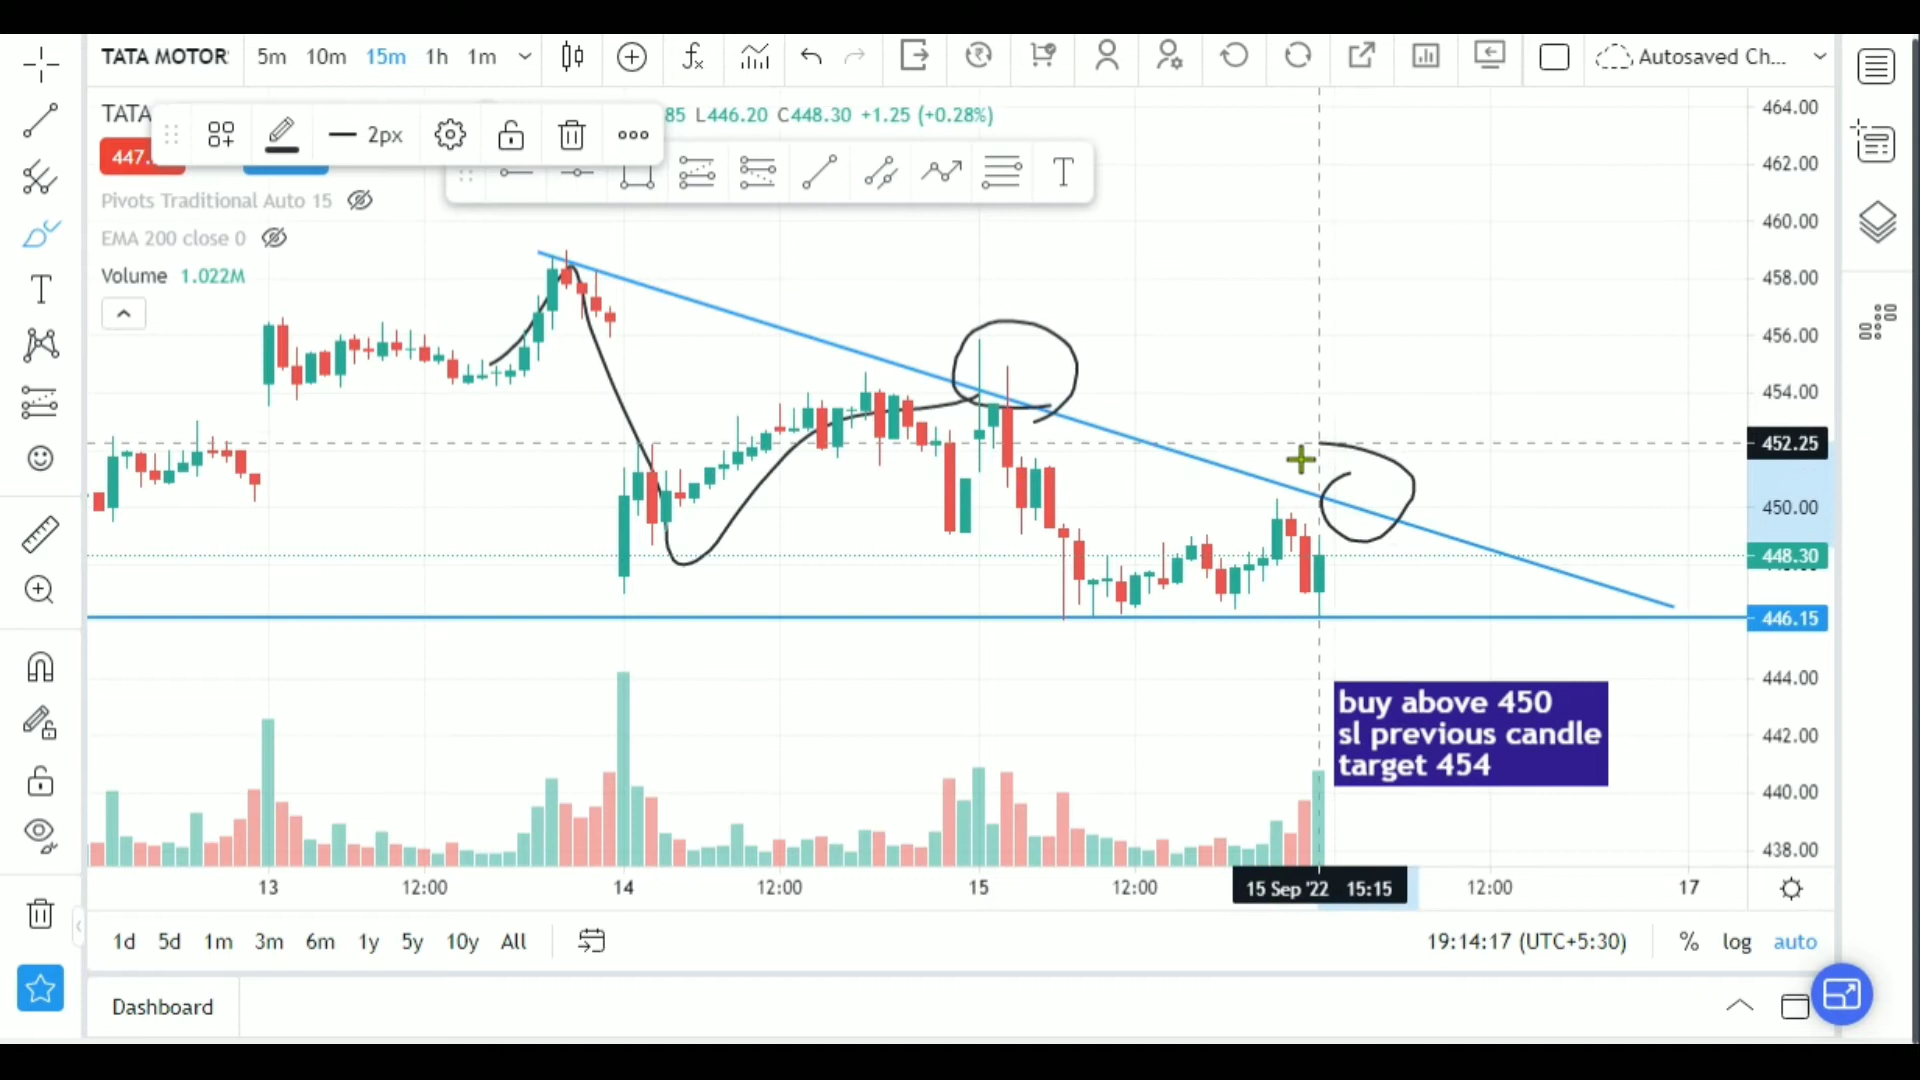 TATA MOTOR 5m 10m 15m 1h 1m Autosaved Ch...
TATA 85 L446.20 C448.30 +1.25 (+0.28%)
2px
447.
Pivots Traditional Auto 15
EMA 200 close 0
Volume 1.022M
464.00
462.00
460.00
458.00
456.00
454.00
452.25
450.00
448.30
446.15
444.00
442.00
440.00
438.00
buy above 450
sl previous candle
target 454
13 12:00 14 12:00 15 12:00 15 Sep '22 15:15 12:00 17
1d 5d 1m 3m 6m 1y 5y 10y All 19:14:17 (UTC+5:30) % log auto
Dashboard